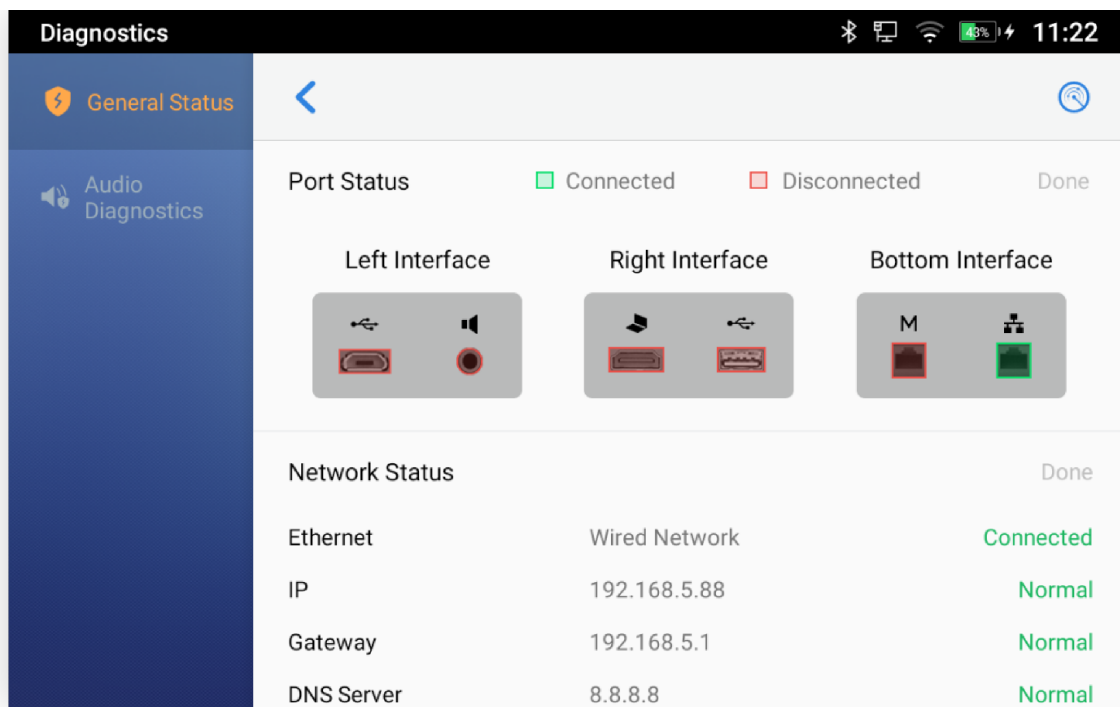 Diagnostics 43% 11:22
General Status
Audio
Diagnostics
Port Status Connected Disconnected Done
Left Interface Right Interface Bottom Interface
M
Network Status Done
Ethernet Wired Network Connected
IP 192.168.5.88 Normal
Gateway 192.168.5.1 Normal
DNS Server 8.8.8.8 Normal